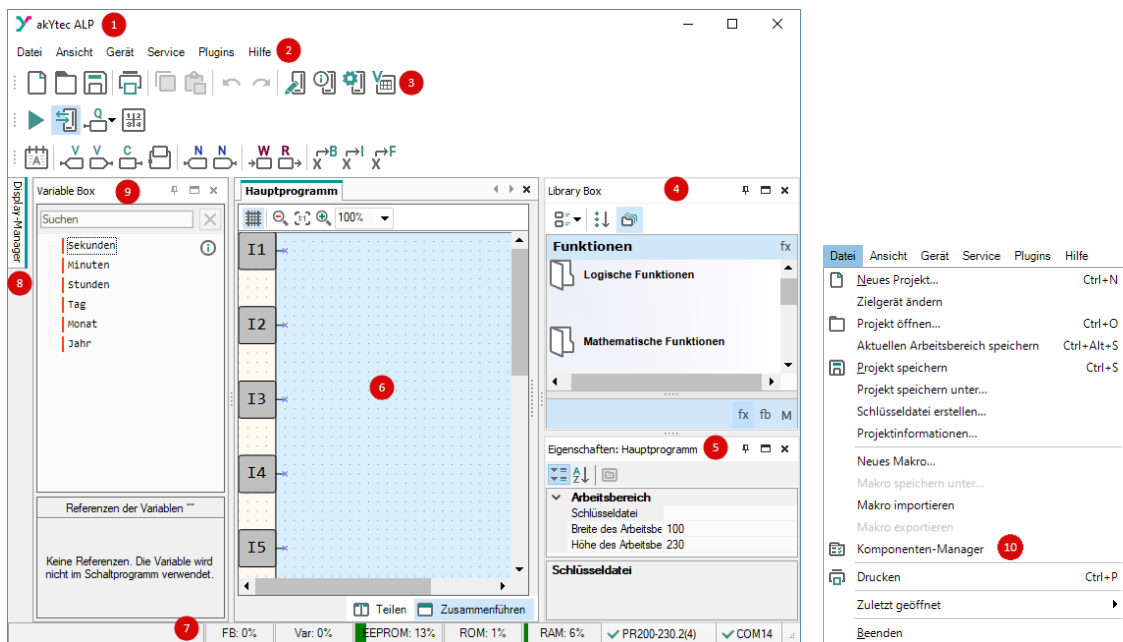 akYtec ALP 1
Datei Ansicht Gerät Service Plugins Hilfe 2
3
Q 1 2 3 4
A V V C N N W R X B X I X F
Display-Manager
8
Variable Box 9
Suchen
Sekunden
Minuten
Stunden
Tag
Monat
Jahr
Referenzen der Variablen ""
Keine Referenzen. Die Variable wird
nicht im Schaltprogramm verwendet.
Hauptprogramm
1:1 100%
I1
I2
I3
I4
I5
6
Teilen Zusammenführen
Library Box 4
Funktionen fx
Logische Funktionen
Mathematische Funktionen
fx fb M
Eigenschaften: Hauptprogramm 5
A Z
Arbeitsbereich
Schlüsseldatei
Breite des Arbeitsbe 100
Höhe des Arbeitsbe 230
Schlüsseldatei
7 FB: 0% Var: 0% EEPROM: 13% ROM: 1% RAM: 6% PR200-230.2(4) COM14
Datei Ansicht Gerät Service Plugins Hilfe
Neues Projekt... Ctrl+N
Zielgerät ändern
Projekt öffnen... Ctrl+O
Aktuellen Arbeitsbereich speichern Ctrl+Alt+S
Projekt speichern Ctrl+S
Projekt speichern unter...
Schlüsseldatei erstellen...
Projektinformationen...
Neues Makro...
Makro speichern unter...
Makro importieren
Makro exportieren
Komponenten-Manager 10
Drucken Ctrl+P
Zuletzt geöffnet
Beenden